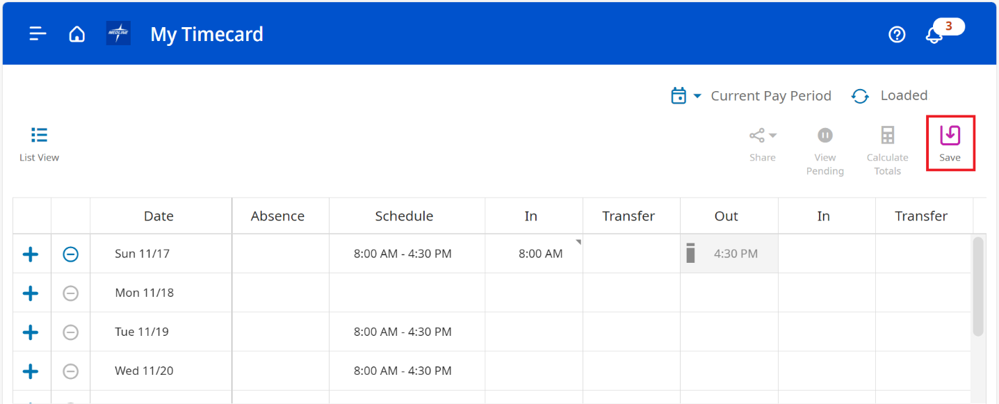 MEDLINE
My Timecard
3
Current Pay Period
Loaded
List View
Share
View
Pending
Calculate
Totals
Save
Date Absence Schedule In Transfer Out In Transfer
Sun 11/17 8:00 AM - 4:30 PM 8:00 AM 4:30 PM
Mon 11/18
Tue 11/19 8:00 AM - 4:30 PM
Wed 11/20 8:00 AM - 4:30 PM